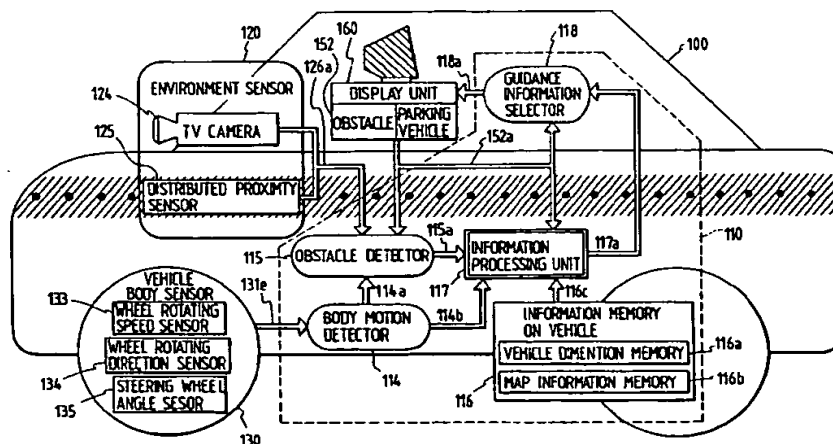 120
152
160
118
100
126a
118a
ENVIRONMENT SENSOR
124
TV CAMERA
125
DISTRIBUTED PROXIMTY
SENSOR
DISPLAY UNIT
OBSTACLE
PARKING
VEHICLE
GUIDANCE
INFORMATION
SELECTOR
152a
115
OBSTACLE DETECTOR
115a
INFORMATION
PROCESSING UNIT
117
117a
110
VEHICLE
BODY SENSOR
131e
133
WHEEL ROTATING
SPEED SENSOR
134
WHEEL ROTATING
DIRECTION SENSOR
135
STEERING WHEEL
ANGLE SESOR
130
114a
BODY MOTION
DETECTOR
114b
114
116c
INFORMATION MEMORY
ON VEHICLE
VEHICLE DIMENTION MEMORY
116a
MAP INFORMATION MEMORY
116b
116